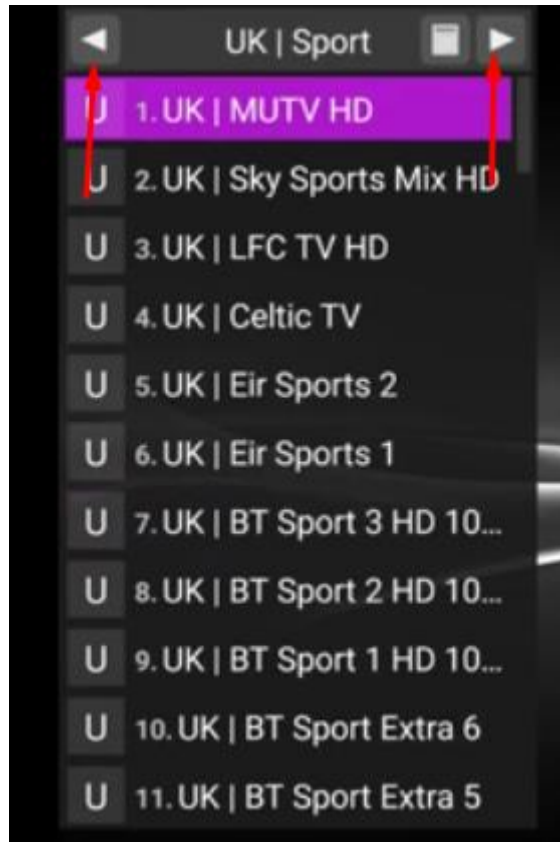 UK | Sport
U 1. UK | MUTV HD
U 2. UK | Sky Sports Mix HD
U 3. UK | LFC TV HD
U 4. UK | Celtic TV
U 5. UK | Eir Sports 2
U 6. UK | Eir Sports 1
U 7. UK | BT Sport 3 HD 10...
U 8. UK | BT Sport 2 HD 10...
U 9. UK | BT Sport 1 HD 10...
U 10. UK | BT Sport Extra 6
U 11. UK | BT Sport Extra 5